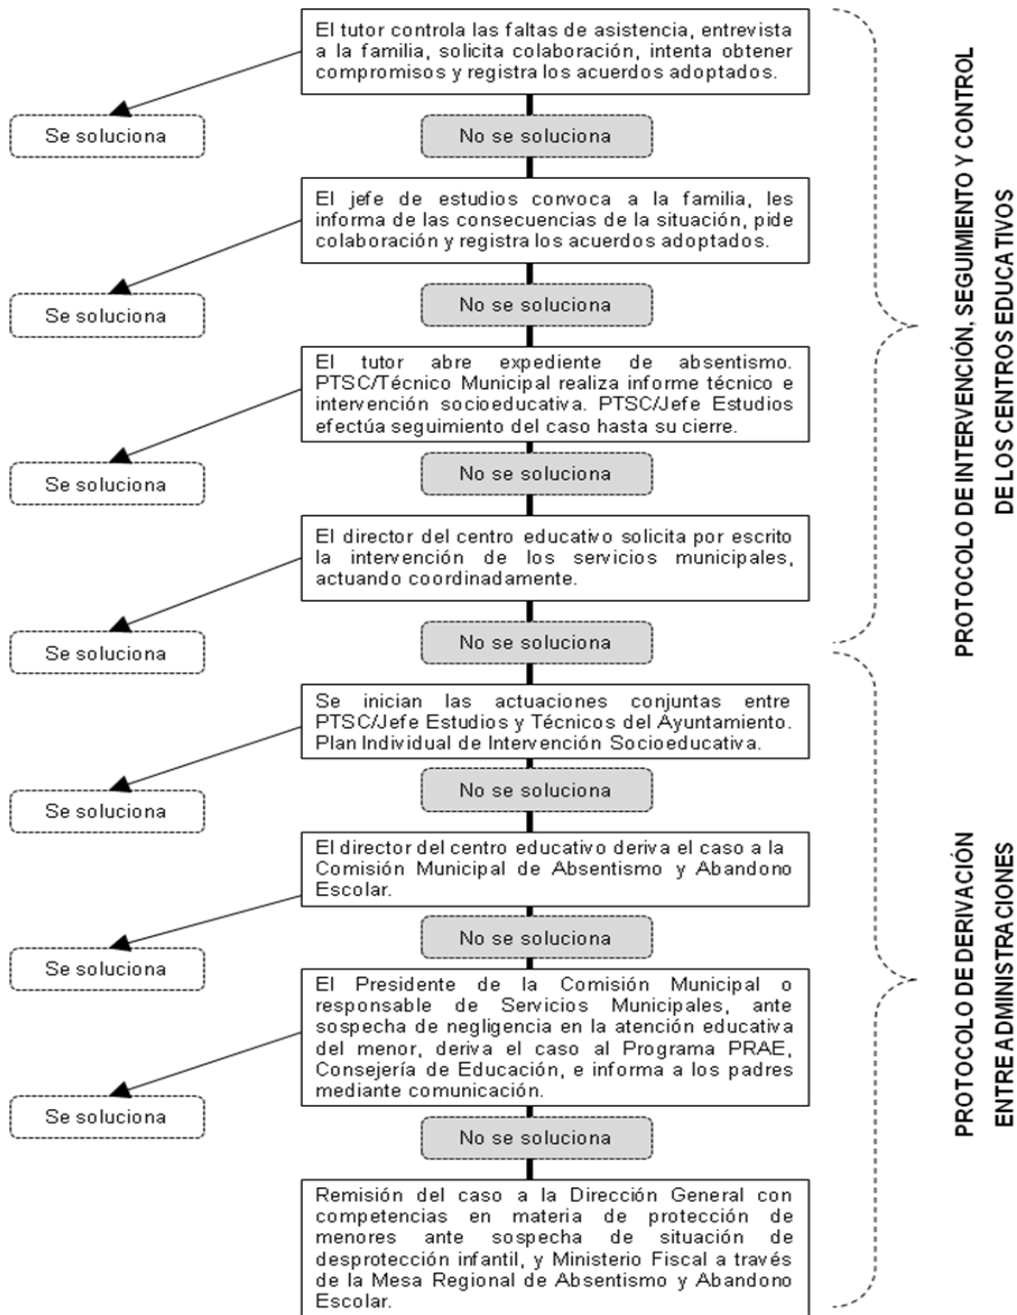 El tutor controla las faltas de asistencia, entrevista
a la familia, solicita colaboración, intenta obtener
compromisos y registra los acuerdos adoptados.
Se soluciona
No se soluciona
El jefe de estudios convoca a la familia, les
informa de las consecuencias de la situación, pide
colaboración y registra los acuerdos adoptados.
Se soluciona
No se soluciona
El tutor abre expediente de absentismo.
PTSC/Técnico Municipal realiza informe técnico e
intervención socioeducativa. PTSC/Jefe Estudios
efectúa seguimiento del caso hasta su cierre.
Se soluciona
No se soluciona
El director del centro educativo solicita por escrito
la intervención de los servicios municipales,
actuando coordinadamente.
Se soluciona
No se soluciona
PROTOCOLO DE INTERVENCIÓN, SEGUIMIENTO Y CONTROL
DE LOS CENTROS EDUCATIVOS
Se inician las actuaciones conjuntas entre
PTSC/Jefe Estudios y Técnicos del Ayuntamiento.
Plan Individual de Intervención Socioeducativa.
Se soluciona
No se soluciona
El director del centro educativo deriva el caso a la
Comisión Municipal de Absentismo y Abandono
Escolar.
Se soluciona
No se soluciona
El Presidente de la Comisión Municipal o
responsable de Servicios Municipales, ante
sospecha de negligencia en la atención educativa
del menor, deriva el caso al Programa PRAE,
Consejería de Educación, e informa a los padres
mediante comunicación.
Se soluciona
No se soluciona
Remisión del caso a la Dirección General con
competencias en materia de protección de
menores ante sospecha de situación de
desprotección infantil, y Ministerio Fiscal a través
de la Mesa Regional de Absentismo y Abandono
Escolar.
PROTOCOLO DE DERIVACIÓN
ENTRE ADMINISTRACIONES